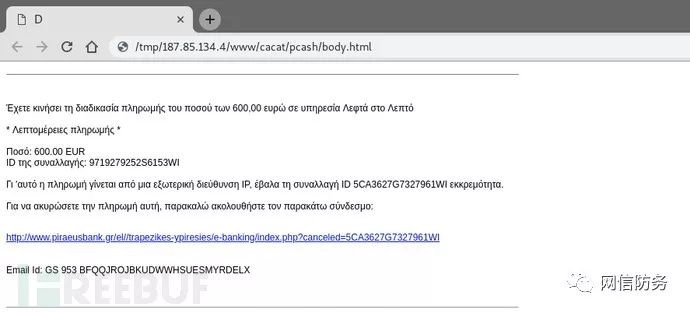 D
/tmp/187.85.134.4/www/cacat/pcash/body.html
Έχετε κινήσει τη διαδικασία πληρωμής του ποσού των 600,00 ευρώ σε υπηρεσία Λεφτά στο Λεπτό
* Λεπτομέρειες πληρωμής *
Ποσό: 600.00 EUR
ID της συναλλαγής: 9719279252S6153WI
Γι 'αυτό η πληρωμή γίνεται από μια εξωτερική διεύθυνση IP, έβαλα τη συναλλαγή ID 5CA3627G7327961WI εκκρεμότητα.
Για να ακυρώσετε την πληρωμή αυτή, παρακαλώ ακολουθήστε τον παρακάτω σύνδεσμο:
http://www.piraeusbank.gr/el//trapezikes-ypiresies/e-banking/index.php?canceled=5CA3627G7327961WI
Email Id: GS 953 BFQQJROJBKUDWWHSUESMYRDELX
FREEBUF
网信防务